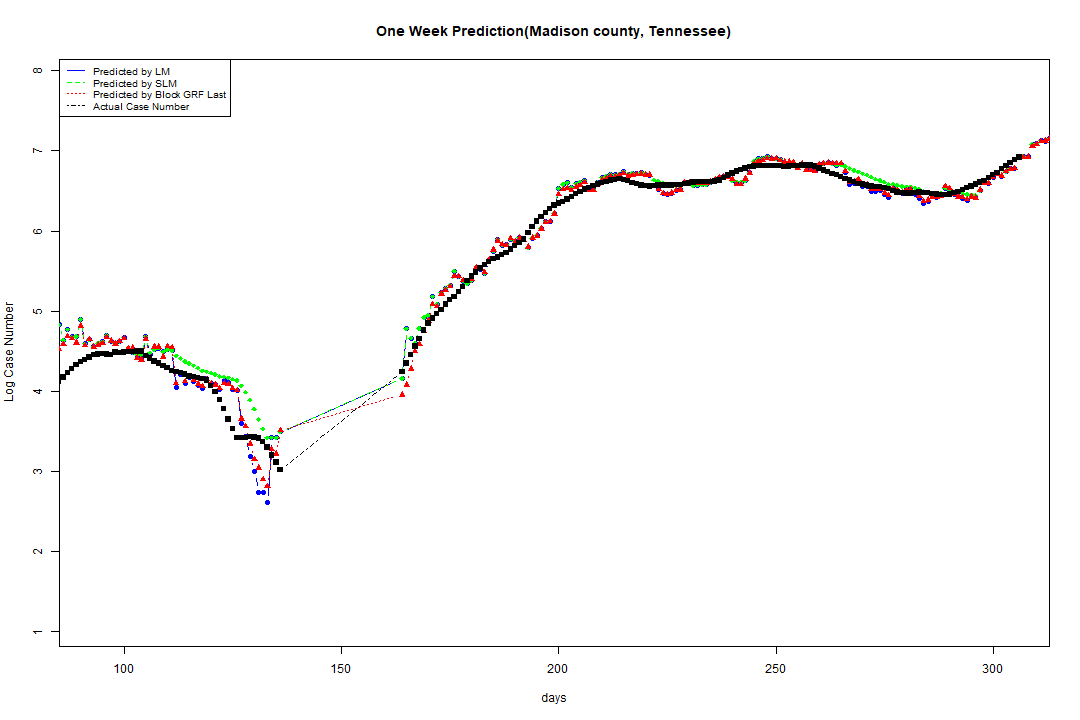 One Week Prediction(Madison county, Tennessee)
Predicted by LM
Predicted by SLM
Predicted by Block GRF Last
Actual Case Number
8
7
6
5
4
3
2
1
Log Case Number
100
150
200
250
300
days